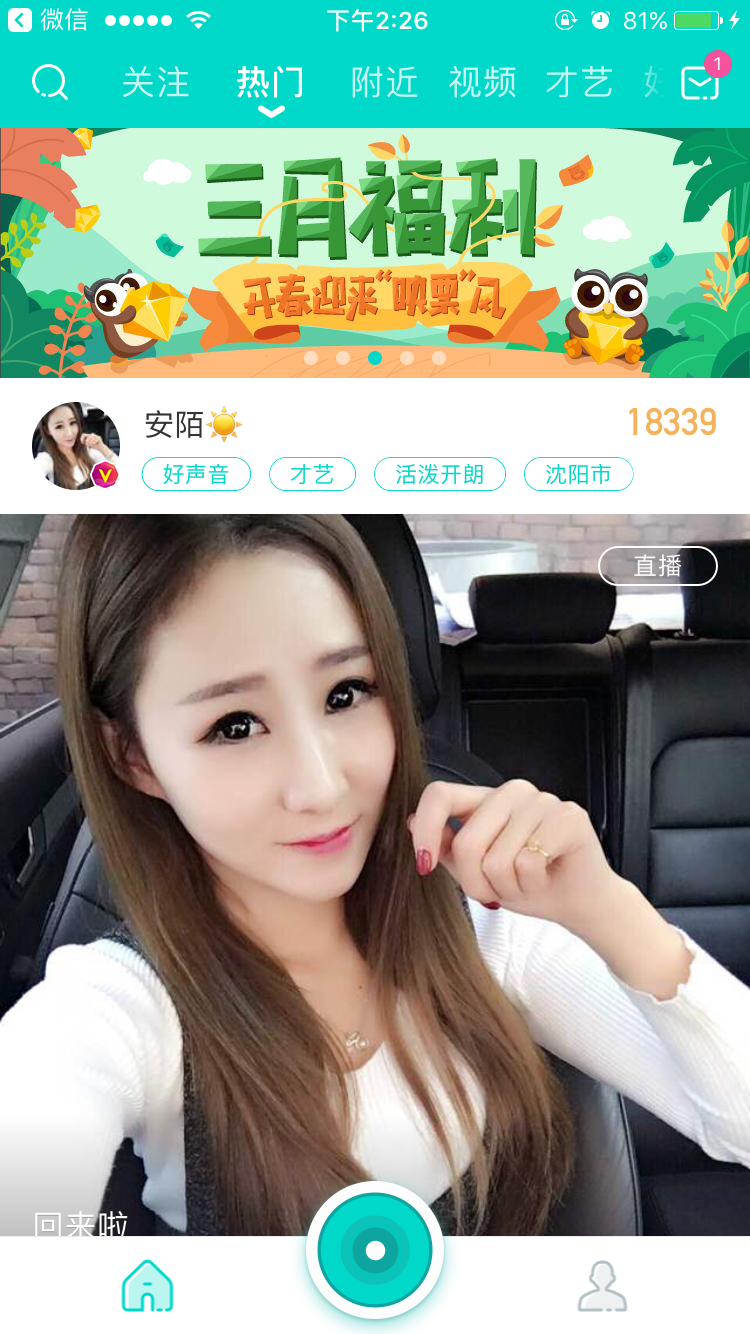 微信 下午2:26 81%
关注 热门 附近 视频 才艺 1
三月福利
开春迎来“映票”风
安陌 18339
V
好声音 才艺 活泼开朗 沈阳市
直播
回来啦